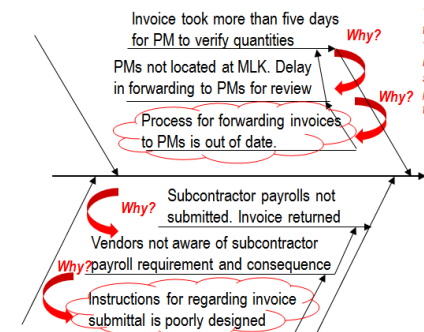 Invoice took more than five days
for PM to verify quantities
Why?
PMs not located at MLK. Delay
in forwarding to PMs for review
Why?
Process for forwarding invoices
to PMs is out of date.
Subcontractor payrolls not
submitted. Invoice returned
Why?
Vendors not aware of subcontractor
payroll requirement and consequence
Why?
Instructions for regarding invoice
submittal is poorly designed